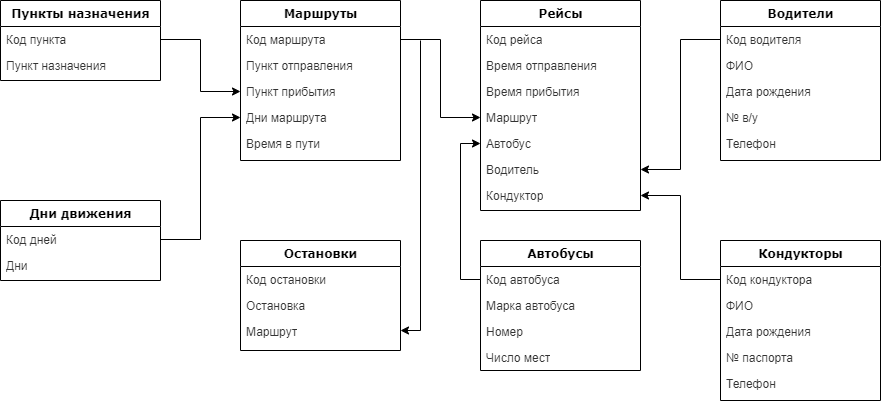 Пункты назначения
Код пункта
Пункт назначения
Маршруты
Код маршрута
Пункт отправления
Пункт прибытия
Дни маршрута
Время в пути
Рейсы
Код рейса
Время отправления
Время прибытия
Маршрут
Автобус
Водитель
Кондуктор
Водители
Код водителя
ФИО
Дата рождения
№ в/у
Телефон
Дни движения
Код дней
Дни
Остановки
Код остановки
Остановка
Маршрут
Автобусы
Код автобуса
Марка автобуса
Номер
Число мест
Кондукторы
Код кондуктора
ФИО
Дата рождения
№ паспорта
Телефон